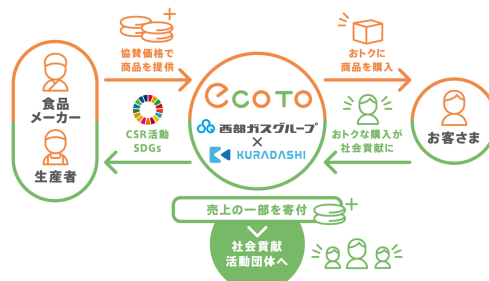 協賛価格で
商品を提供
おトクに
商品を購入
食品
メーカー
生産者
CSR活動
SDGs
ecoto
西部ガスグループ
×
KURADASHI
おトクな購入が
社会貢献に
お客さま
売上の一部を寄付
社会貢献
活動団体へ